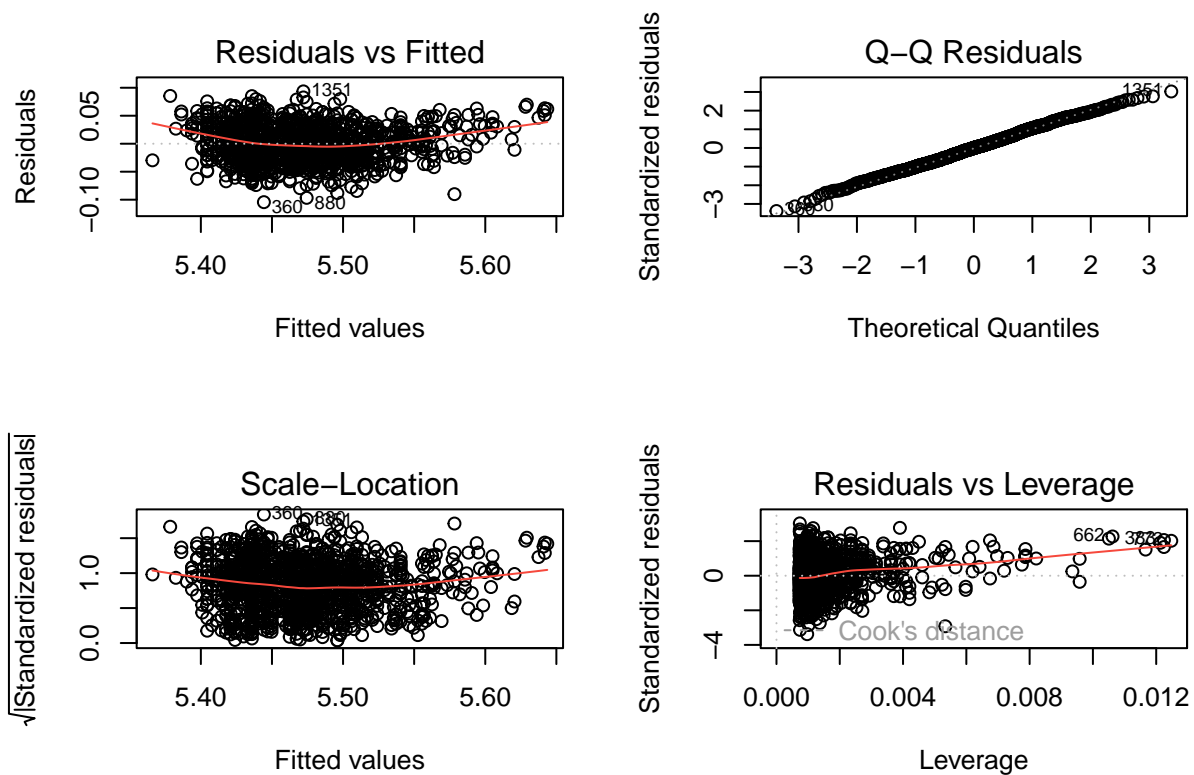 Residuals vs Fitted
Residuals
−0.10
0.05
1351
360
880
5.40
5.50
5.60
Fitted values
Q−Q Residuals
Standardized residuals
−3
0
2
1351
−3
−2
−1
0
1
2
3
Theoretical Quantiles
Scale−Location
√|Standardized residuals|
0.0
1.0
360
5.40
5.50
5.60
Fitted values
Residuals vs Leverage
Standardized residuals
−4
0
662
Cook's distance
0.000
0.004
0.008
0.012
Leverage